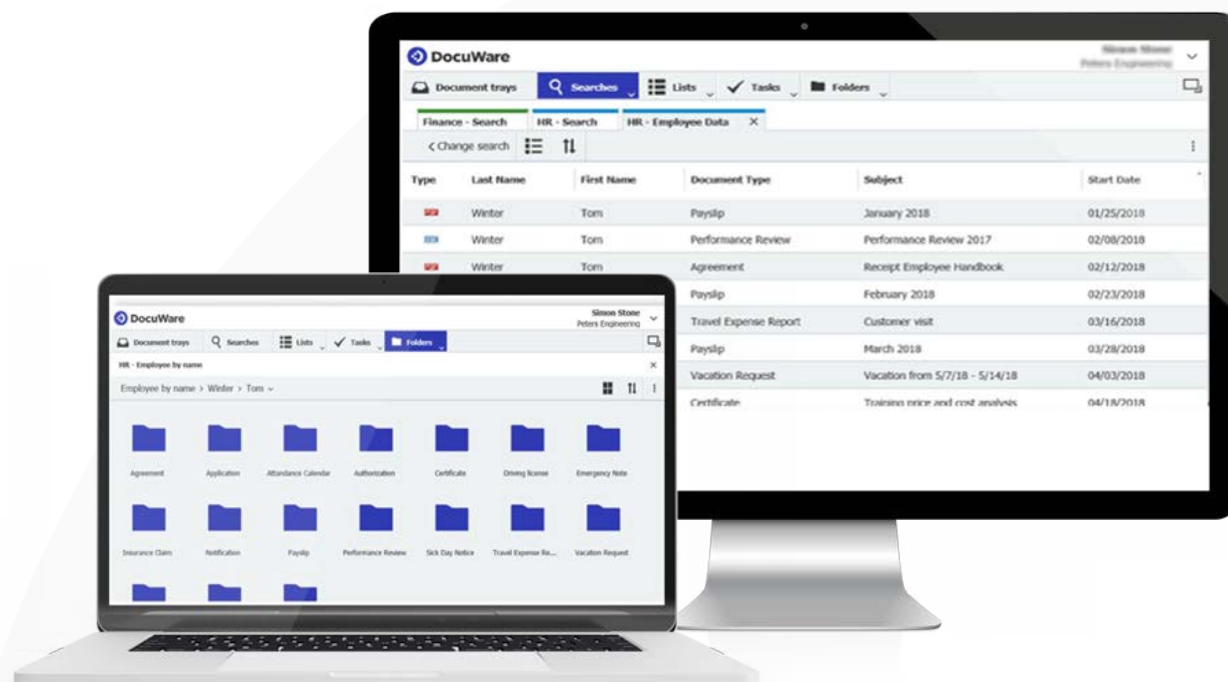 DocuWare
Simon Stone
Peters Engineering
Document trays Searches Lists Tasks Folders
Finance - Search HR - Search HR - Employee Data X
< Change search
Type Last Name First Name Document Type Subject Start Date
Winter Tom Payslip January 2018 01/25/2018
Winter Tom Performance Review Performance Review 2017 02/08/2018
Winter Tom Agreement Receipt Employee Handbook 02/12/2018
Payslip February 2018 02/23/2018
Travel Expense Report Customer visit 03/16/2018
Payslip March 2018 03/28/2018
Vacation Request Vacation from 5/7/18 - 5/14/18 04/03/2018
Certificate Training price and cost analysis 04/18/2018
DocuWare
Simon Stone
Peters Engineering
Document trays Searches Lists Tasks Folders
HR - Employee by name
Employee by name > Winter > Tom
Agreement Application Attendance Calendar Authorization Certificate Driving license Emergency Note
Insurance Claim Notification Payslip Performance Review Sick Day Notice Travel Expense Re... Vacation Request